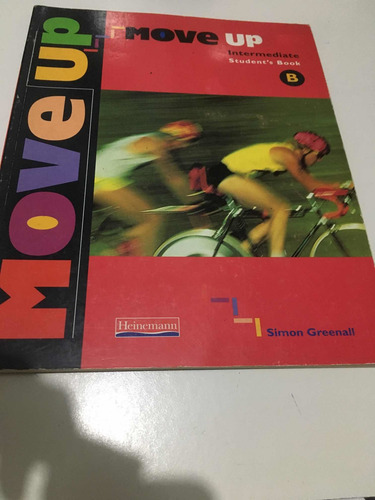 Move Up
Move Up
Intermediate
Student's Book
B
Heinemann
Simon Greenall